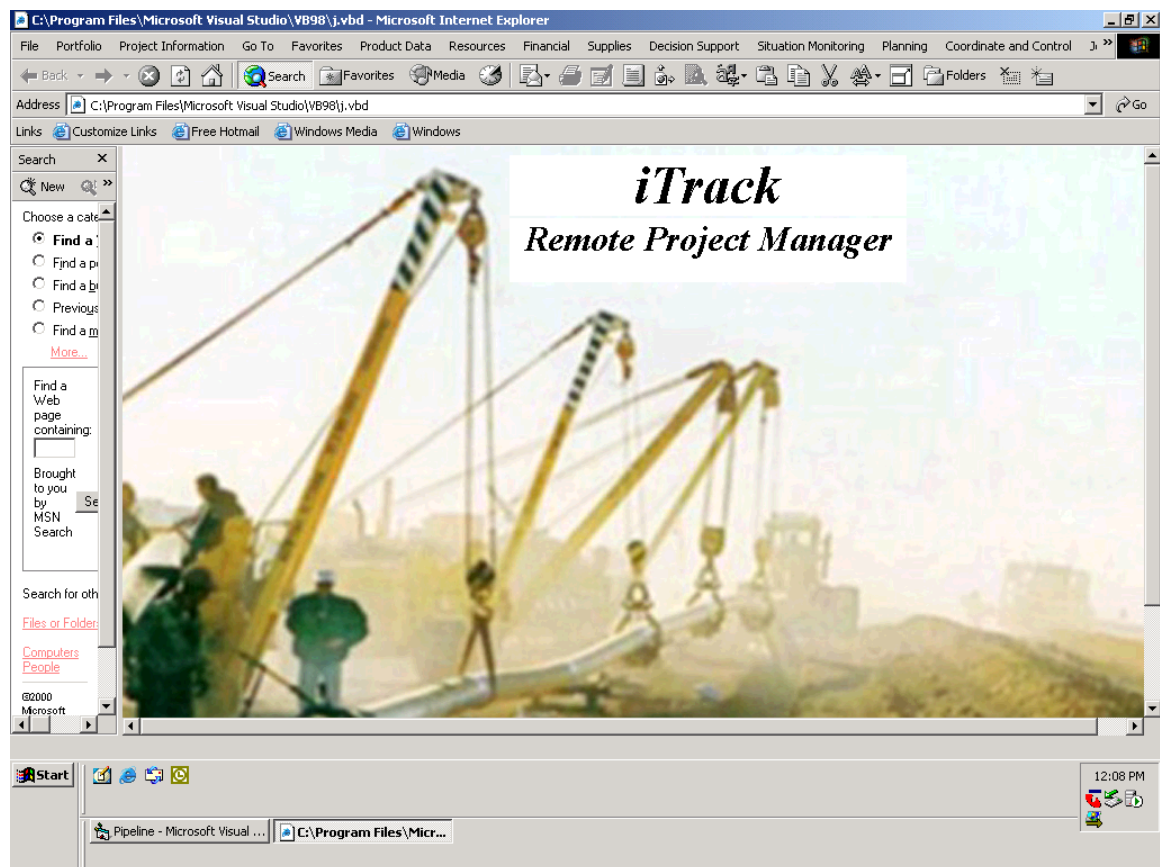 C:\Program Files\Microsoft Visual Studio\VB98\j.vbd - Microsoft Internet Explorer
File Portfolio Project Information Go To Favorites Product Data Resources Financial Supplies Decision Support Situation Monitoring Planning Coordinate and Control
Back Search Favorites Media Folders
Address C:\Program Files\Microsoft Visual Studio\VB98\j.vbd Go
Links Customize Links Free Hotmail Windows Media Windows
Search
New
Choose a cate
Find a
Find a p
Find a b
Previous
Find a m
More...
Find a
Web
page
containing:
Brought
to you
by
MSN
Search
Se
Search for oth
Files or Folder
Computers
People
©2000
Microsoft
iTrack
Remote Project Manager
Start
12:08 PM
Pipeline - Microsoft Visual ... C:\Program Files\Micr...